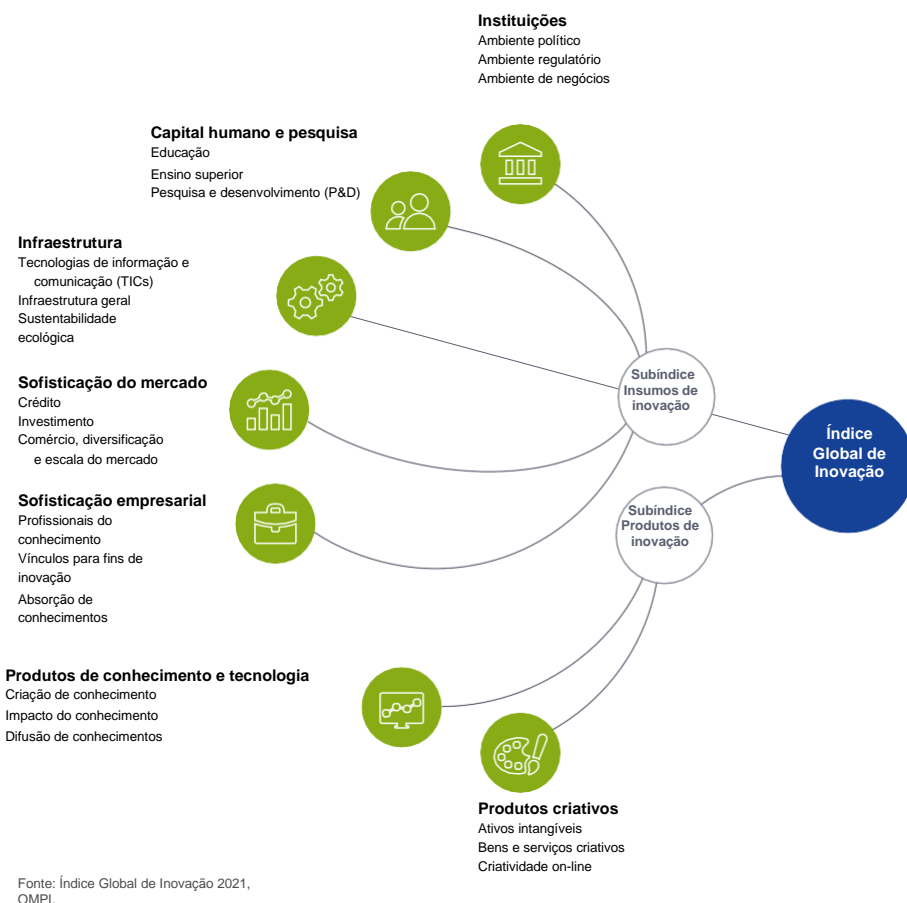 Instituições
Ambiente político
Ambiente regulatório
Ambiente de negócios
Capital humano e pesquisa
Educação
Ensino superior
Pesquisa e desenvolvimento (P&D)
Infraestrutura
Tecnologias de informação e
comunicação (TICs)
Infraestrutura geral
Sustentabilidade
ecológica
Sofisticação do mercado
Crédito
Investimento
Comércio, diversificação
e escala do mercado
Sofisticação empresarial
Profissionais do
conhecimento
Vínculos para fins de
inovação
Absorção de
conhecimentos
Subíndice
Insumos de
inovação
Índice
Global de
Inovação
Subíndice
Produtos de
inovação
Produtos de conhecimento e tecnologia
Criação de conhecimento
Impacto do conhecimento
Difusão de conhecimentos
Produtos criativos
Ativos intangíveis
Bens e serviços criativos
Criatividade on-line
Fonte: Índice Global de Inovação 2021,
OMPI.